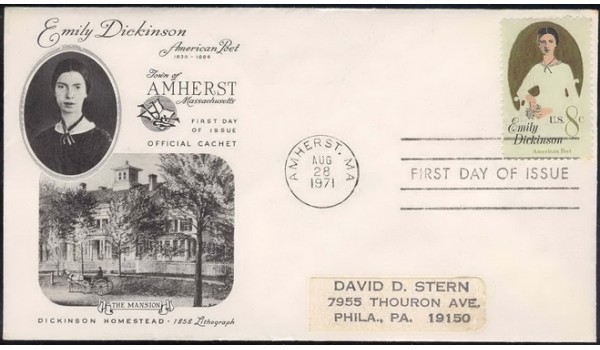 Emily Dickinson
American Poet
1830 - 1886
Town of
AMHERST
Massachusetts
FIRST DAY
OF ISSUE
OFFICIAL CACHET
THE MANSION
DICKINSON HOMESTEAD - 1858 Lithograph
AMHERST, MA
AUG
28
1971
U.S. 8c
Emily
Dickinson
American Poet
FIRST DAY OF ISSUE
DAVID D. STERN
7955 THOURON AVE.
PHILA., PA. 19150